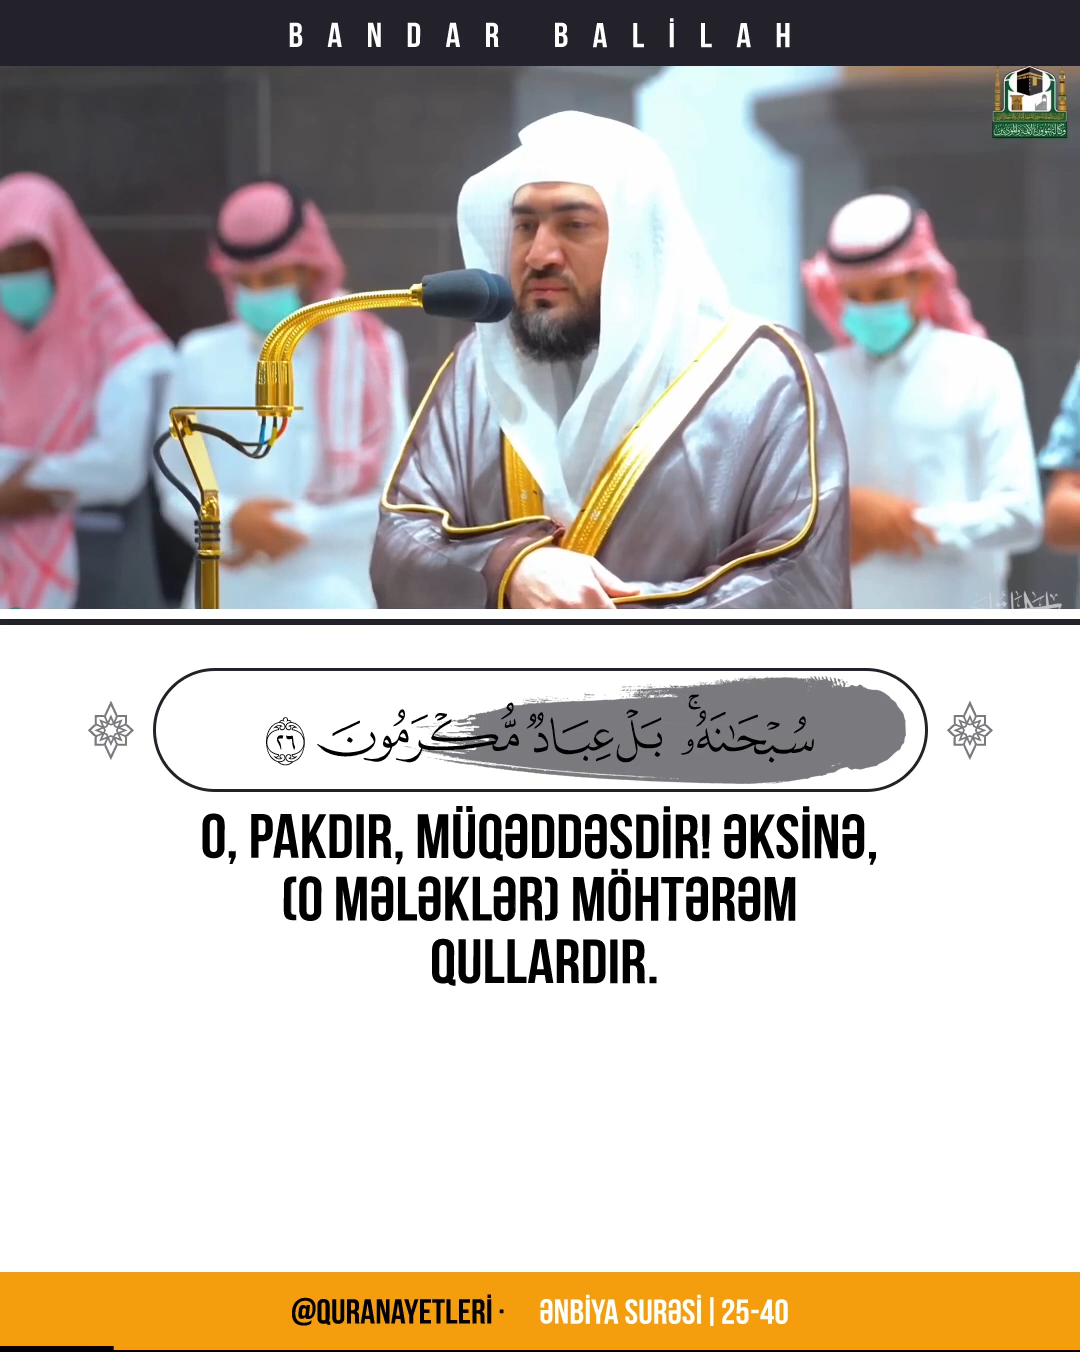 BANDAR BALİLAH
سُبْحَـٰنَهُۥ ۚ بَلْ عِبَادٌ مُّكْرَمُونَ ٢٦
O, PAKDIR, MÜQƏDDƏSDİR! ƏKSİNƏ,
(O MƏLƏKLƏR) MÖHTƏRƏM
QULLARDIR.
@QURANAYETLERİ · ƏNBİYA SURƏSİ | 25-40